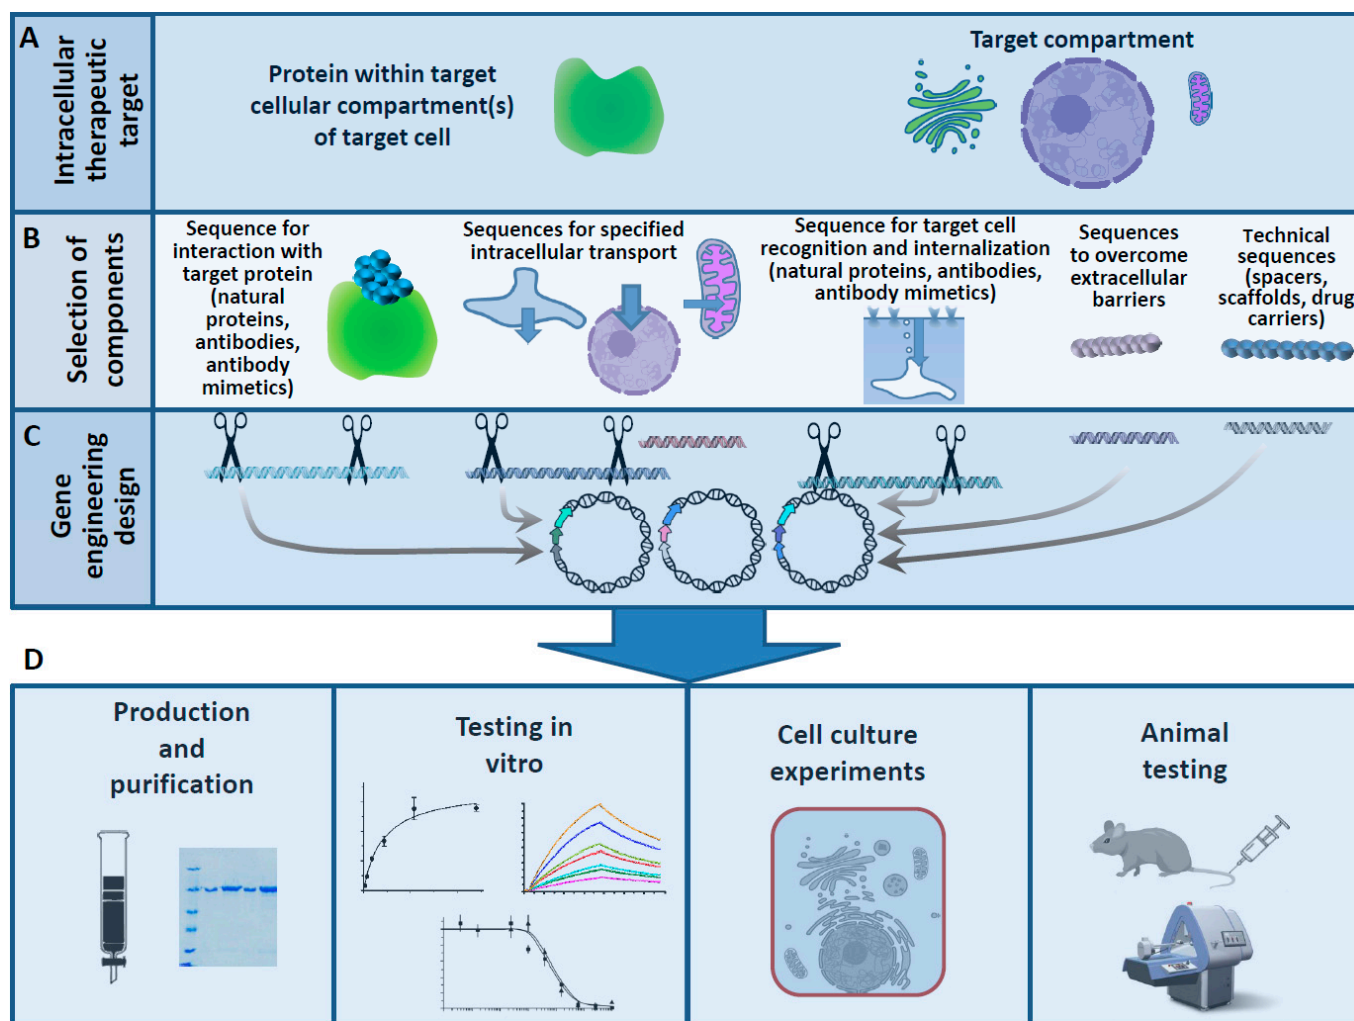 A
Intracellular
therapeutic
target
Protein within target
cellular compartment(s)
of target cell
Target compartment
B
Selection of
components
Sequence for
interaction with
target protein
(natural
proteins,
antibodies,
antibody
mimetics)
Sequences for specified
intracellular transport
Sequence for target cell
recognition and internalization
(natural proteins, antibodies,
antibody mimetics)
Sequences
to overcome
extracellular
barriers
Technical
sequences
(spacers,
scaffolds, drug
carriers)
C
Gene
engineering
design
D
Production
and
purification
Testing in
vitro
Cell culture
experiments
Animal
testing